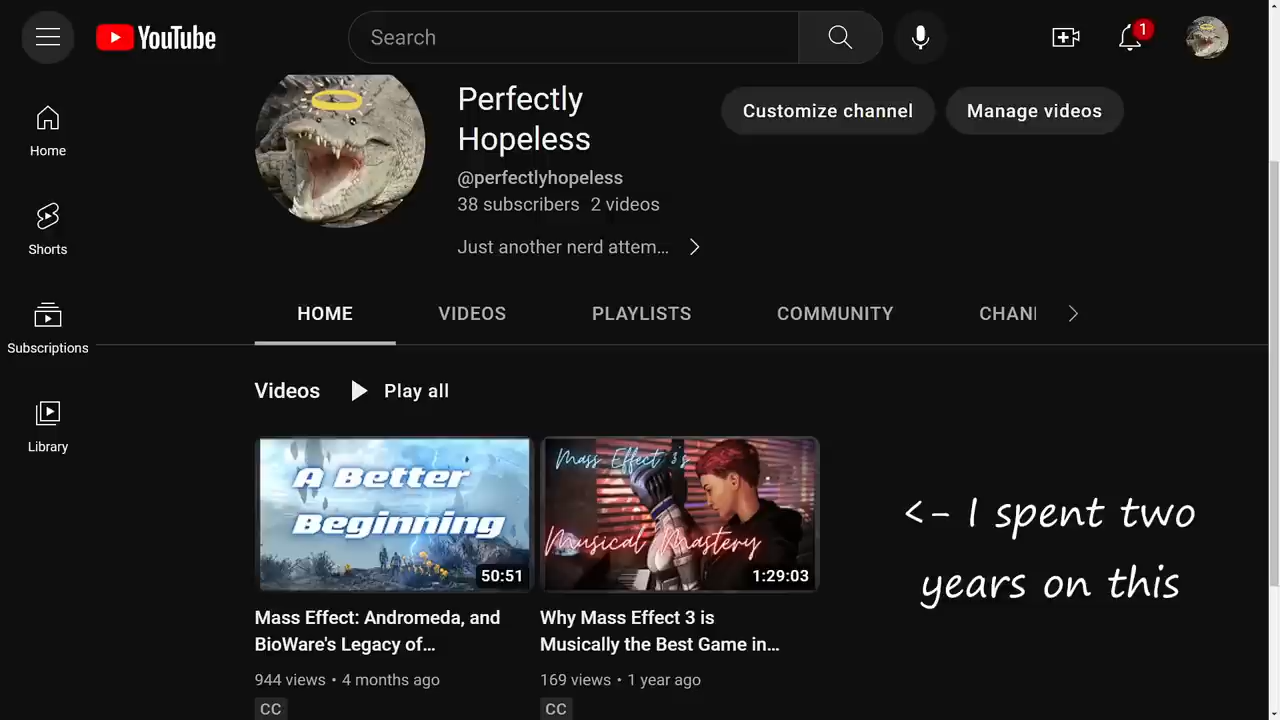 YouTube
Search
1
Home
Shorts
Subscriptions
Library
Perfectly
Hopeless
@perfectlyhopeless
38 subscribers 2 videos
Just another nerd attem...
Customize channel
Manage videos
HOME VIDEOS PLAYLISTS COMMUNITY CHAN
Videos Play all
A Better
Beginning
50:51
Mass Effect: Andromeda, and
BioWare's Legacy of...
944 views • 4 months ago
CC
Mass Effect 3's
Musical Mastery
1:29:03
Why Mass Effect 3 is
Musically the Best Game in...
169 views • 1 year ago
CC
<- I spent two
years on this